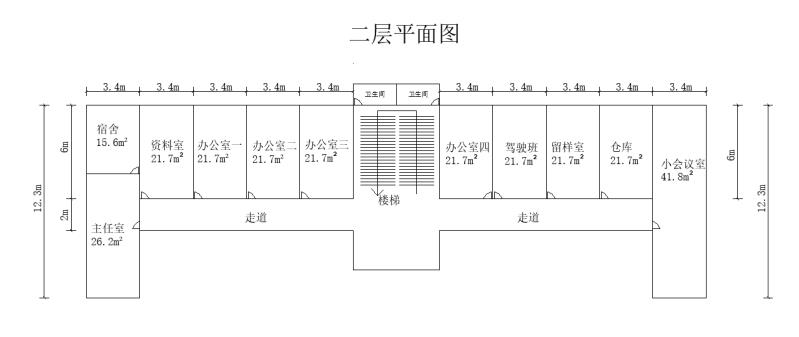 二层平面图
3.4m 3.4m 3.4m 3.4m 3.4m
卫生间 卫生间
3.4m 3.4m 3.4m 3.4m 3.4m
宿舍
15.6m²
资料室
21.7m²
办公室一
21.7m²
办公室二
21.7m²
办公室三
21.7m²
办公室四
21.7m²
驾驶班
21.7m²
留样室
21.7m²
仓库
21.7m²
小会议室
41.8m²
6m
6m
12.3m
12.3m
楼梯
2m
主任室
26.2m²
走道
走道